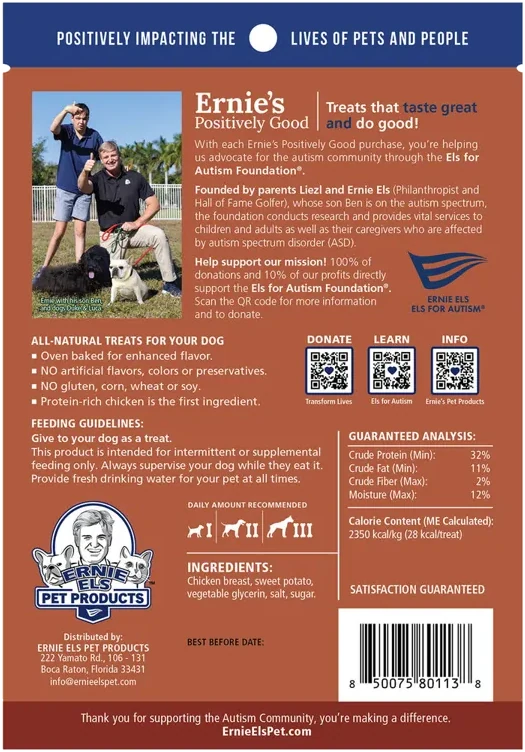 POSITIVELY IMPACTING THE LIVES OF PETS AND PEOPLE
Ernie's
Positively Good
Treats that taste great
and do good!
With each Ernie's Positively Good purchase, you're helping
us advocate for the autism community through the Els for
Autism Foundation®.
Founded by parents Liezl and Ernie Els (Philanthropist and
Hall of Fame Golfer), whose son Ben is on the autism spectrum,
the foundation conducts research and provides vital services to
children and adults as well as their caregivers who are affected
by autism spectrum disorder (ASD).
Help support our mission! 100% of
donations and 10% of our profits directly
support the Els for Autism Foundation®.
Scan the QR code for more information
and to donate.
ERNIE ELS
ELS FOR AUTISM®
Ernie with his son Ben,
and dogs Duke & Luca
ALL-NATURAL TREATS FOR YOUR DOG
Oven baked for enhanced flavor.
NO artificial flavors, colors or preservatives.
NO gluten, corn, wheat or soy.
Protein-rich chicken is the first ingredient.
DONATE LEARN INFO
Transform Lives Els for Autism Ernie's Pet Products
FEEDING GUIDELINES:
Give to your dog as a treat.
This product is intended for intermittent or supplemental
feeding only. Always supervise your dog while they eat it.
Provide fresh drinking water for your pet at all times.
GUARANTEED ANALYSIS:
Crude Protein (Min): 32%
Crude Fat (Min): 11%
Crude Fiber (Max): 2%
Moisture (Max): 12%
Calorie Content (ME Calculated):
2350 kcal/kg (28 kcal/treat)
SATISFACTION GUARANTEED
DAILY AMOUNT RECOMMENDED
I II III
INGREDIENTS:
Chicken breast, sweet potato,
vegetable glycerin, salt, sugar.
BEST BEFORE DATE:
ERNIE
ELS
PET PRODUCTS
TM
Distributed by:
ERNIE ELS PET PRODUCTS
222 Yamato Rd., 106 - 131
Boca Raton, Florida 33431
info@ernieelspet.com
8 50075 80113 8
Thank you for supporting the Autism Community, you're making a difference.
ErnieElsPet.com